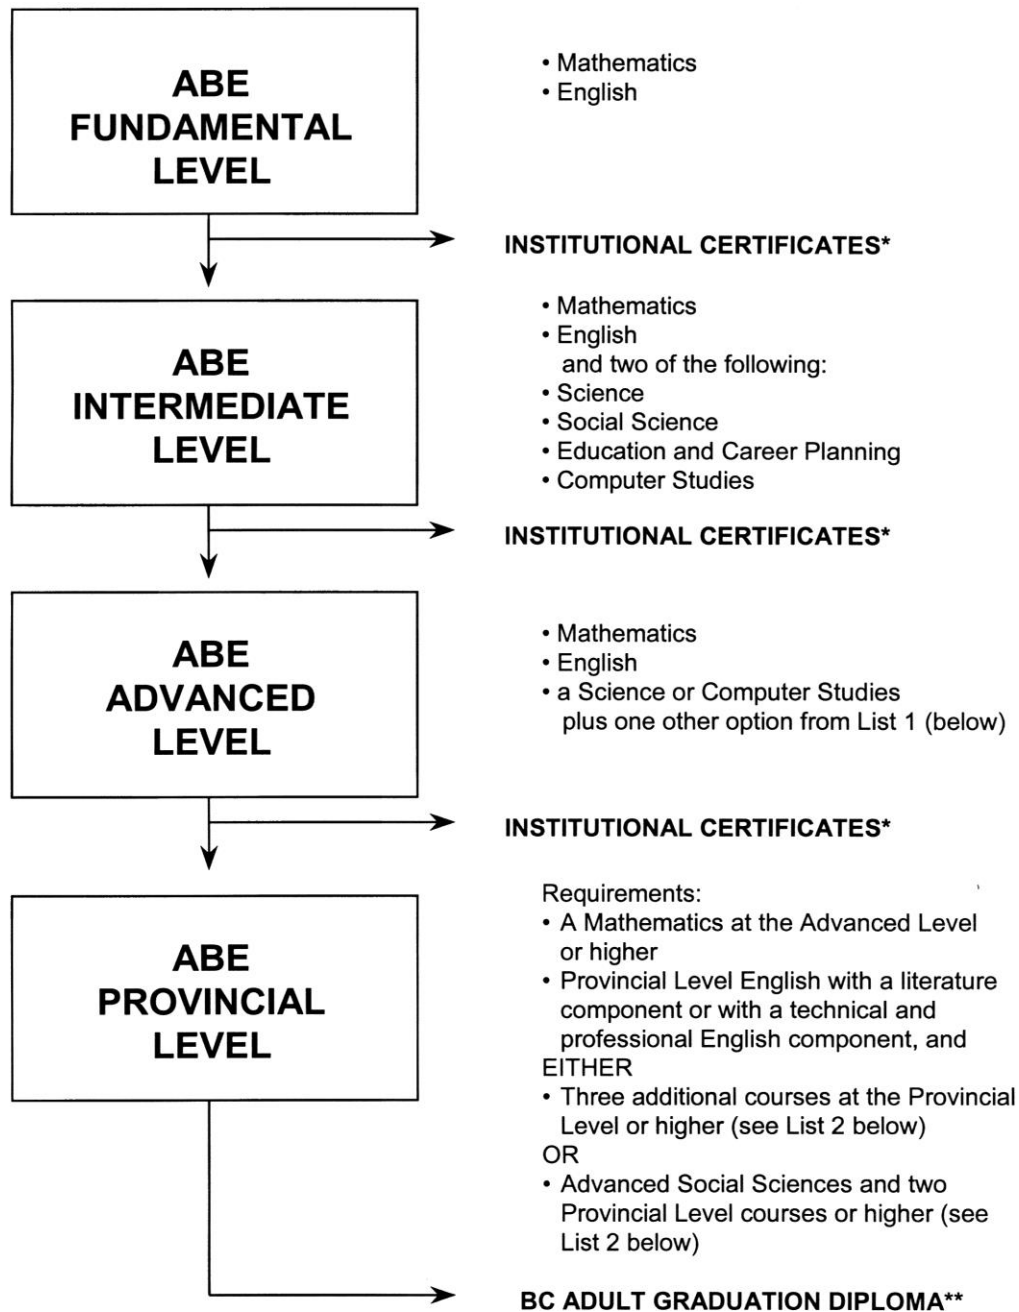 ABE
FUNDAMENTAL
LEVEL
• Mathematics
• English
INSTITUTIONAL CERTIFICATES*
ABE
INTERMEDIATE
LEVEL
• Mathematics
• English
and two of the following:
• Science
• Social Science
• Education and Career Planning
• Computer Studies
INSTITUTIONAL CERTIFICATES*
ABE
ADVANCED
LEVEL
• Mathematics
• English
• a Science or Computer Studies
plus one other option from List 1 (below)
INSTITUTIONAL CERTIFICATES*
ABE
PROVINCIAL
LEVEL
Requirements:
• A Mathematics at the Advanced Level
or higher
• Provincial Level English with a literature
component or with a technical and
professional English component, and
EITHER
• Three additional courses at the Provincial
Level or higher (see List 2 below)
OR
• Advanced Social Sciences and two
Provincial Level courses or higher (see
List 2 below)
BC ADULT GRADUATION DIPLOMA**